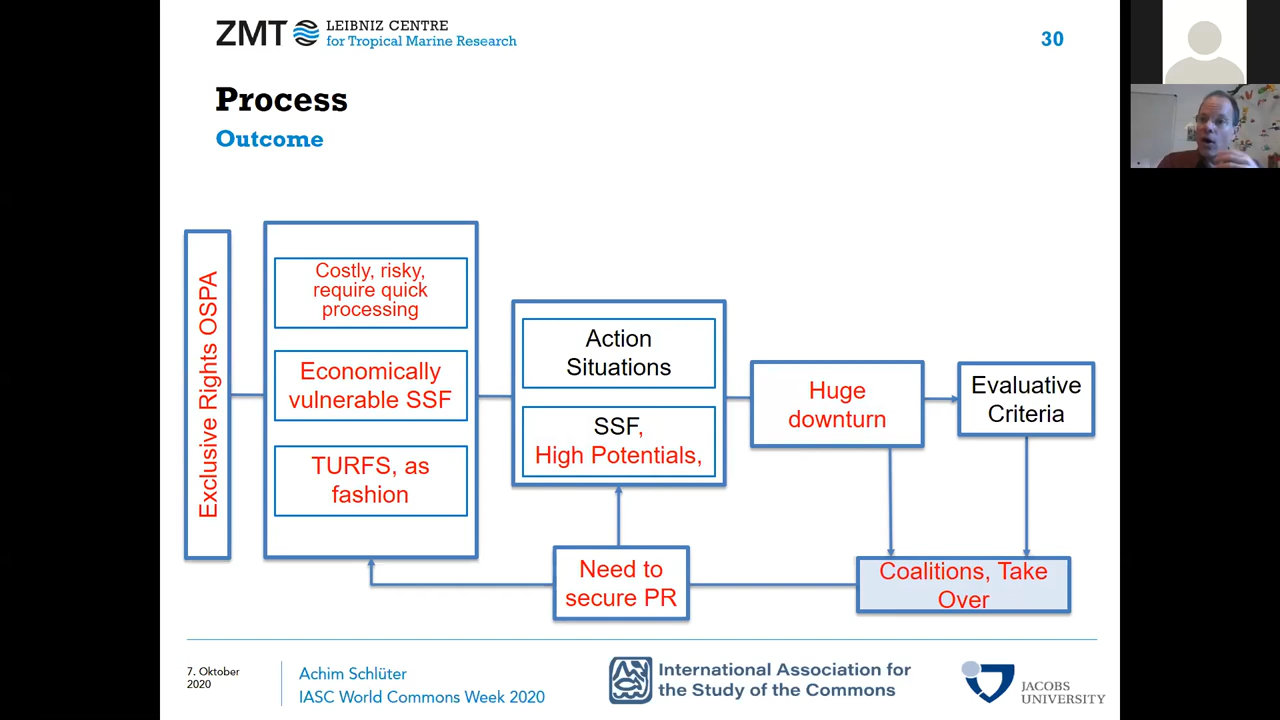 ZMT LEIBNIZ CENTRE
for Tropical Marine Research
30
Process
Outcome
Exclusive Rights OSPA
Costly, risky,
require quick
processing
Economically
vulnerable SSF
TURFS, as
fashion
Action
Situations
SSF,
High Potentials,
Huge
downturn
Evaluative
Criteria
Need to
secure PR
Coalitions, Take
Over
7. Oktober
2020
Achim Schlüter
IASC World Commons Week 2020
International Association for
the Study of the Commons
JACOBS
UNIVERSITY